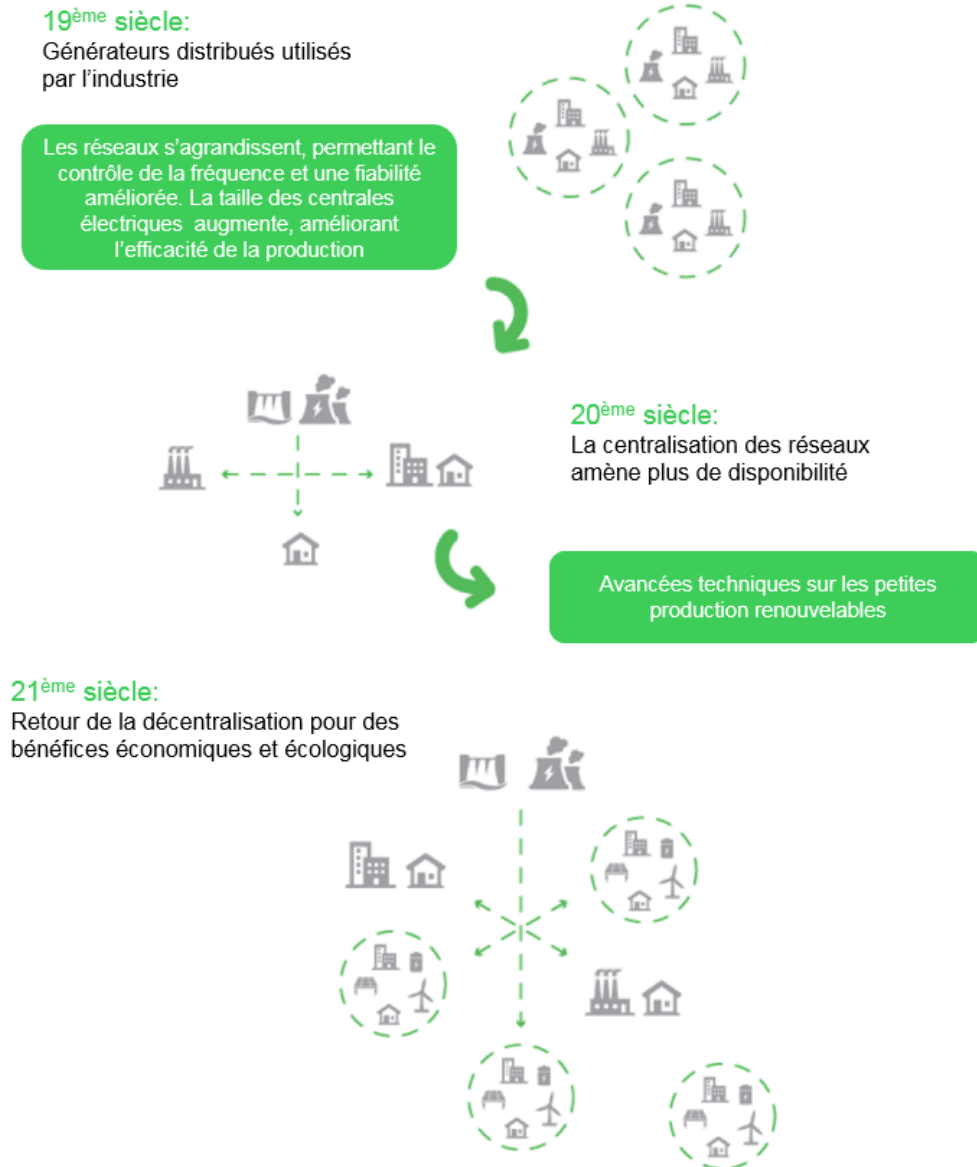 19ème siècle:
Générateurs distribués utilisés
par l'industrie
Les réseaux s'agrandissent, permettant le
contrôle de la fréquence et une fiabilité
améliorée. La taille des centrales
électriques augmente, améliorant
l'efficacité de la production
20ème siècle:
La centralisation des réseaux
amène plus de disponibilité
Avancées techniques sur les petites
production renouvelables
21ème siècle:
Retour de la décentralisation pour des
bénéfices économiques et écologiques